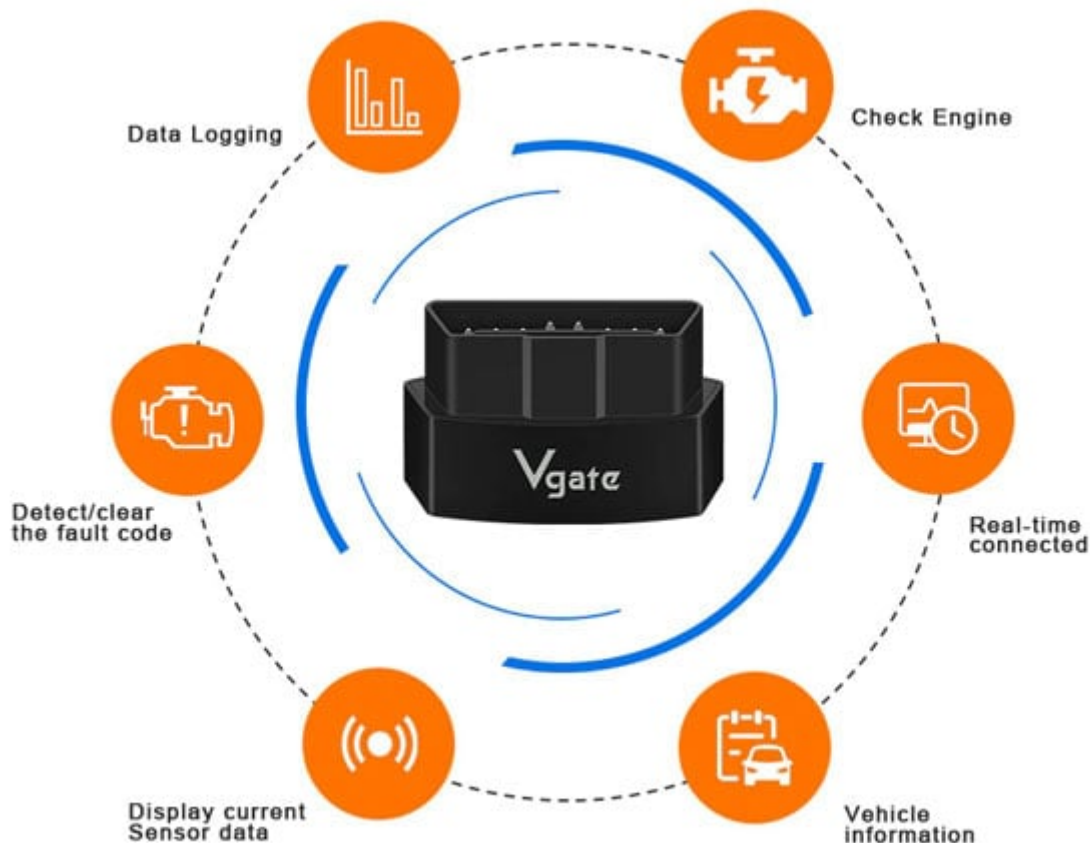 Data Logging
Check Engine
Vgate
Detect/clear
the fault code
Real-time
connected
Display current
Sensor data
Vehicle
information